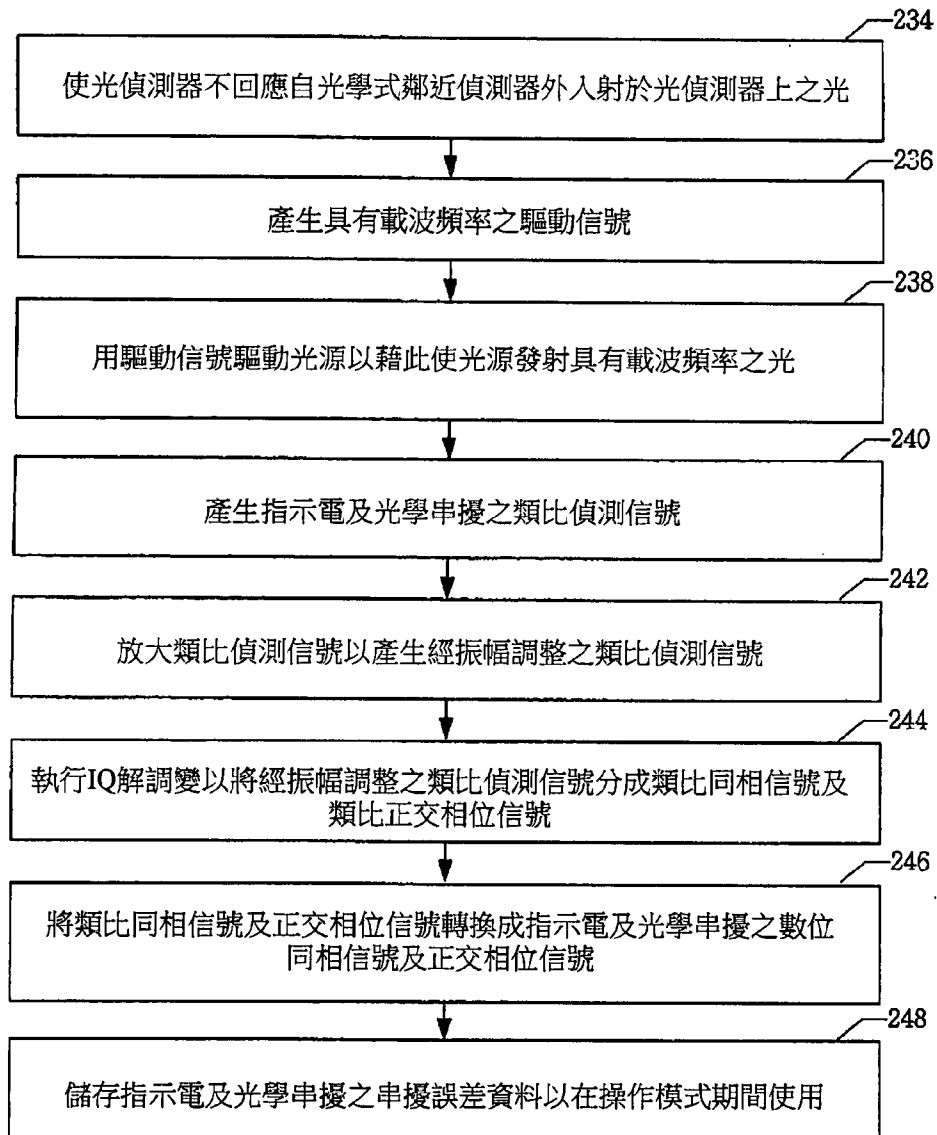 234
使光偵測器不回應自光學式鄰近偵測器外入射於光偵測器上之光
236
產生具有載波頻率之驅動信號
238
用驅動信號驅動光源以藉此使光源發射具有載波頻率之光
240
產生指示電及光學串擾之類比偵測信號
242
放大類比偵測信號以產生經振幅調整之類比偵測信號
244
執行IQ解調變以將經振幅調整之類比偵測信號分成類比同相信號及
類比正交相位信號
246
將類比同相信號及正交相位信號轉換成指示電及光學串擾之數位
同相信號及正交相位信號
248
儲存指示電及光學串擾之串擾誤差資料以在操作模式期間使用